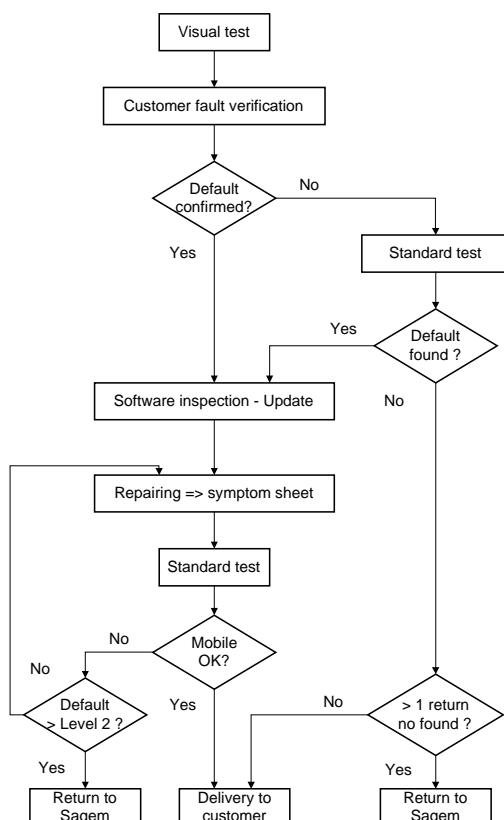 Visual test
Customer fault verification
Default
confirmed?
No
Yes
Standard test
Default
found ?
Yes
No
Software inspection - Update
Repairing => symptom sheet
Standard test
Mobile
OK?
No
No
Yes
Default
> Level 2 ?
Yes
No
> 1 return
no found ?
Yes
Return to
Sagem
Delivery to
customer
Return to
Sagem